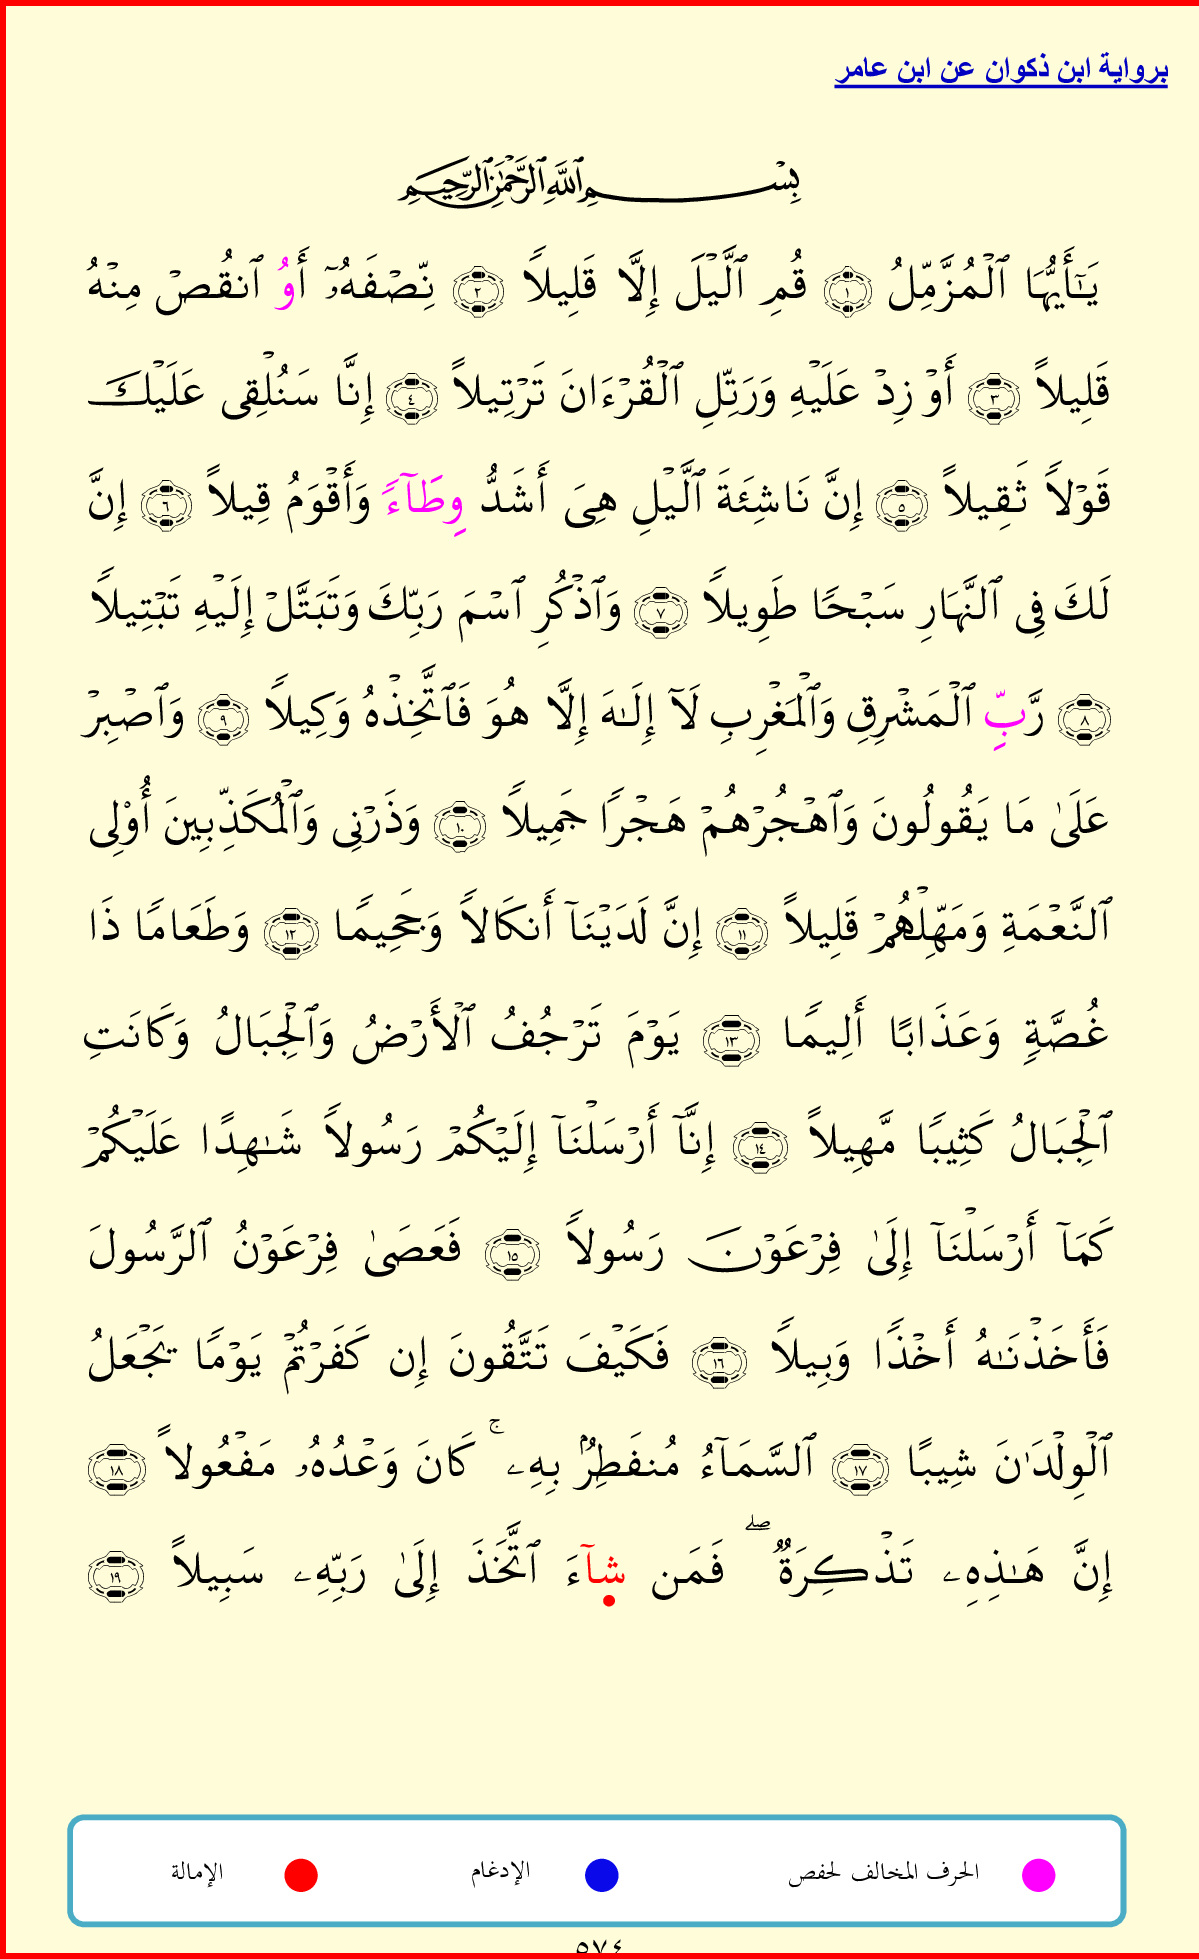 برواية ابن ذكوان عن ابن عامر
بِسْمِ ٱللَّهِ ٱلرَّحْمَٰنِ ٱلرَّحِيمِ
يَـٰٓأَيُّهَا ٱلْمُزَّمِّلُ ١ قُمِ ٱلَّيْلَ إِلَّا قَلِيلاً ٢ نِّصْفَهُۥٓ أَوُ ٱنقُصْ مِنْهُ
قَلِيلاً ٣ أَوْ زِدْ عَلَيْهِ وَرَتِّلِ ٱلْقُرْءَانَ تَرْتِيلاً ٤ إِنَّا سَنُلْقِى عَلَيْكَ
قَوْلاً ثَقِيلاً ٥ إِنَّ نَاشِئَةَ ٱلَّيْلِ هِىَ أَشَدُّ وِطَآءً وَأَقْوَمُ قِيلاً ٦ إِنَّ
لَكَ فِى ٱلنَّهَارِ سَبْحًا طَوِيلاً ٧ وَٱذْكُرِ ٱسْمَ رَبِّكَ وَتَبَتَّلْ إِلَيْهِ تَبْتِيلاً
٨ رَّبِّ ٱلْمَشْرِقِ وَٱلْمَغْرِبِ لَآ إِلَـٰهَ إِلَّا هُوَ فَٱتَّخِذْهُ وَكِيلاً ٩ وَٱصْبِرْ
عَلَىٰ مَا يَقُولُونَ وَٱهْجُرْهُمْ هَجْرًا جَمِيلاً ١٠ وَذَرْنِى وَٱلْمُكَذِّبِينَ أُوْلِى
ٱلنَّعْمَةِ وَمَهِّلْهُمْ قَلِيلاً ١١ إِنَّ لَدَيْنَآ أَنكَالاً وَجَحِيمًا ١٢ وَطَعَامًا ذَا
غُصَّةٍ وَعَذَابًا أَلِيمًا ١٣ يَوْمَ تَرْجُفُ ٱلْأَرْضُ وَٱلْجِبَالُ وَكَانَتِ
ٱلْجِبَالُ كَثِيبًا مَّهِيلاً ١٤ إِنَّآ أَرْسَلْنَآ إِلَيْكُمْ رَسُولاً شَـٰهِدًا عَلَيْكُمْ
كَمَآ أَرْسَلْنَآ إِلَىٰ فِرْعَوْنَ رَسُولاً ١٥ فَعَصَىٰ فِرْعَوْنُ ٱلرَّسُولَ
فَأَخَذْنَـٰهُ أَخْذًا وَبِيلاً ١٦ فَكَيْفَ تَتَّقُونَ إِن كَفَرْتُمْ يَوْمًا يَجْعَلُ
ٱلْوِلْدَٰنَ شِيبًا ١٧ ٱلسَّمَآءُ مُنفَطِرٌۢ بِهِۦ ۚ كَانَ وَعْدُهُۥ مَفْعُولاً ١٨
إِنَّ هَـٰذِهِۦ تَذْكِرَةٌ ۖ فَمَن شَآءَ ٱتَّخَذَ إِلَىٰ رَبِّهِۦ سَبِيلاً ١٩
الحرف المخالف لحفص الإدغام الإمالة
٥٧٤